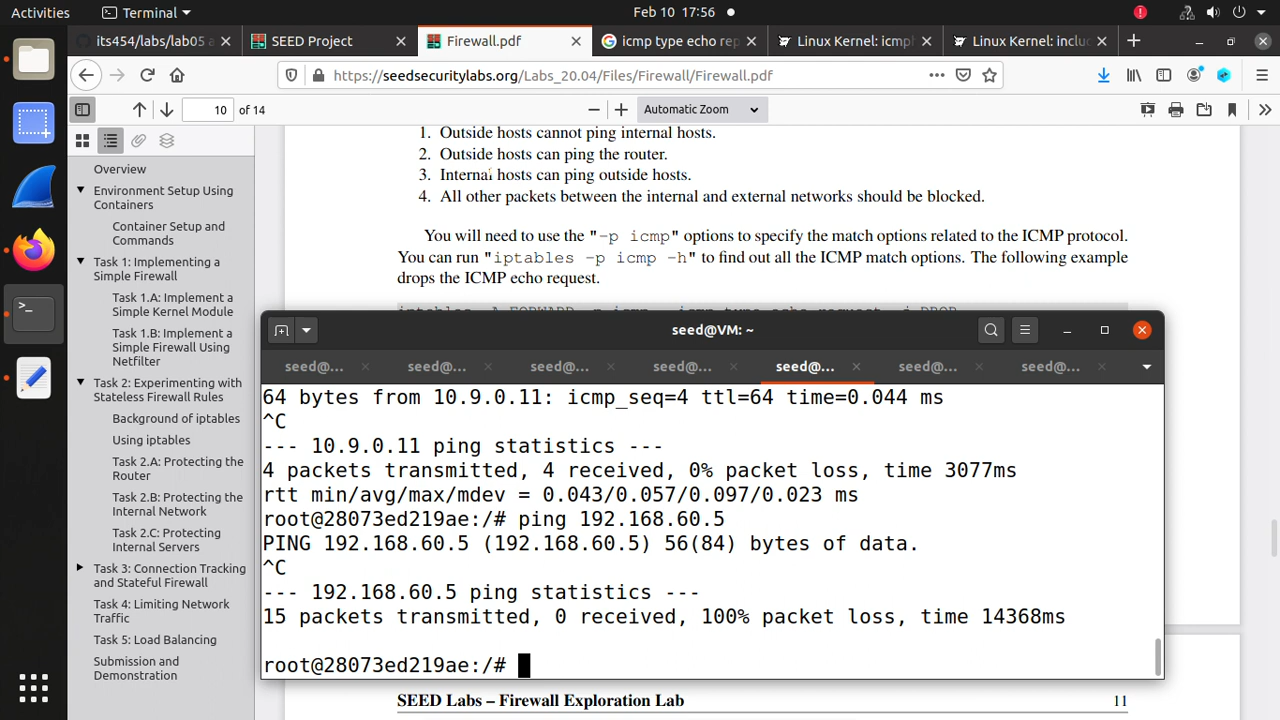 Activities
Terminal
Feb 10 17:56
its454/labs/lab05 a
SEED Project
Firewall.pdf
icmp type echo rep
Linux Kernel: icmph
Linux Kernel: includ
https://seedsecuritylabs.org/Labs_20.04/Files/Firewall/Firewall.pdf
10 of 14
Automatic Zoom
Overview
Environment Setup Using
Containers
Container Setup and
Commands
Task 1: Implementing a
Simple Firewall
Task 1.A: Implement a
Simple Kernel Module
Task 1.B: Implement a
Simple Firewall Using
Netfilter
Task 2: Experimenting with
Stateless Firewall Rules
Background of iptables
Using iptables
Task 2.A: Protecting the
Router
Task 2.B: Protecting the
Internal Network
Task 2.C: Protecting
Internal Servers
Task 3: Connection Tracking
and Stateful Firewall
Task 4: Limiting Network
Traffic
Task 5: Load Balancing
Submission and
Demonstration
1. Outside hosts cannot ping internal hosts.
2. Outside hosts can ping the router.
3. Internal hosts can ping outside hosts.
4. All other packets between the internal and external networks should be blocked.
You will need to use the "-p icmp" options to specify the match options related to the ICMP protocol.
You can run "iptables -p icmp -h" to find out all the ICMP match options. The following example
drops the ICMP echo request.
seed@VM: ~
seed@...
seed@...
seed@...
seed@...
seed@...
seed@...
seed@...
64 bytes from 10.9.0.11: icmp_seq=4 ttl=64 time=0.044 ms
^C
--- 10.9.0.11 ping statistics ---
4 packets transmitted, 4 received, 0% packet loss, time 3077ms
rtt min/avg/max/mdev = 0.043/0.057/0.097/0.023 ms
root@28073ed219ae:/# ping 192.168.60.5
PING 192.168.60.5 (192.168.60.5) 56(84) bytes of data.
^C
--- 192.168.60.5 ping statistics ---
15 packets transmitted, 0 received, 100% packet loss, time 14368ms
root@28073ed219ae:/#
SEED Labs – Firewall Exploration Lab
11